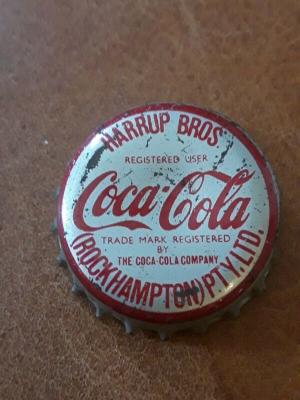 HARRUP BROS
REGISTERED USER
Coca-Cola
TRADE MARK REGISTERED
BY
THE COCA-COLA COMPANY
(ROCKHAMPTON) PTY. LTD.